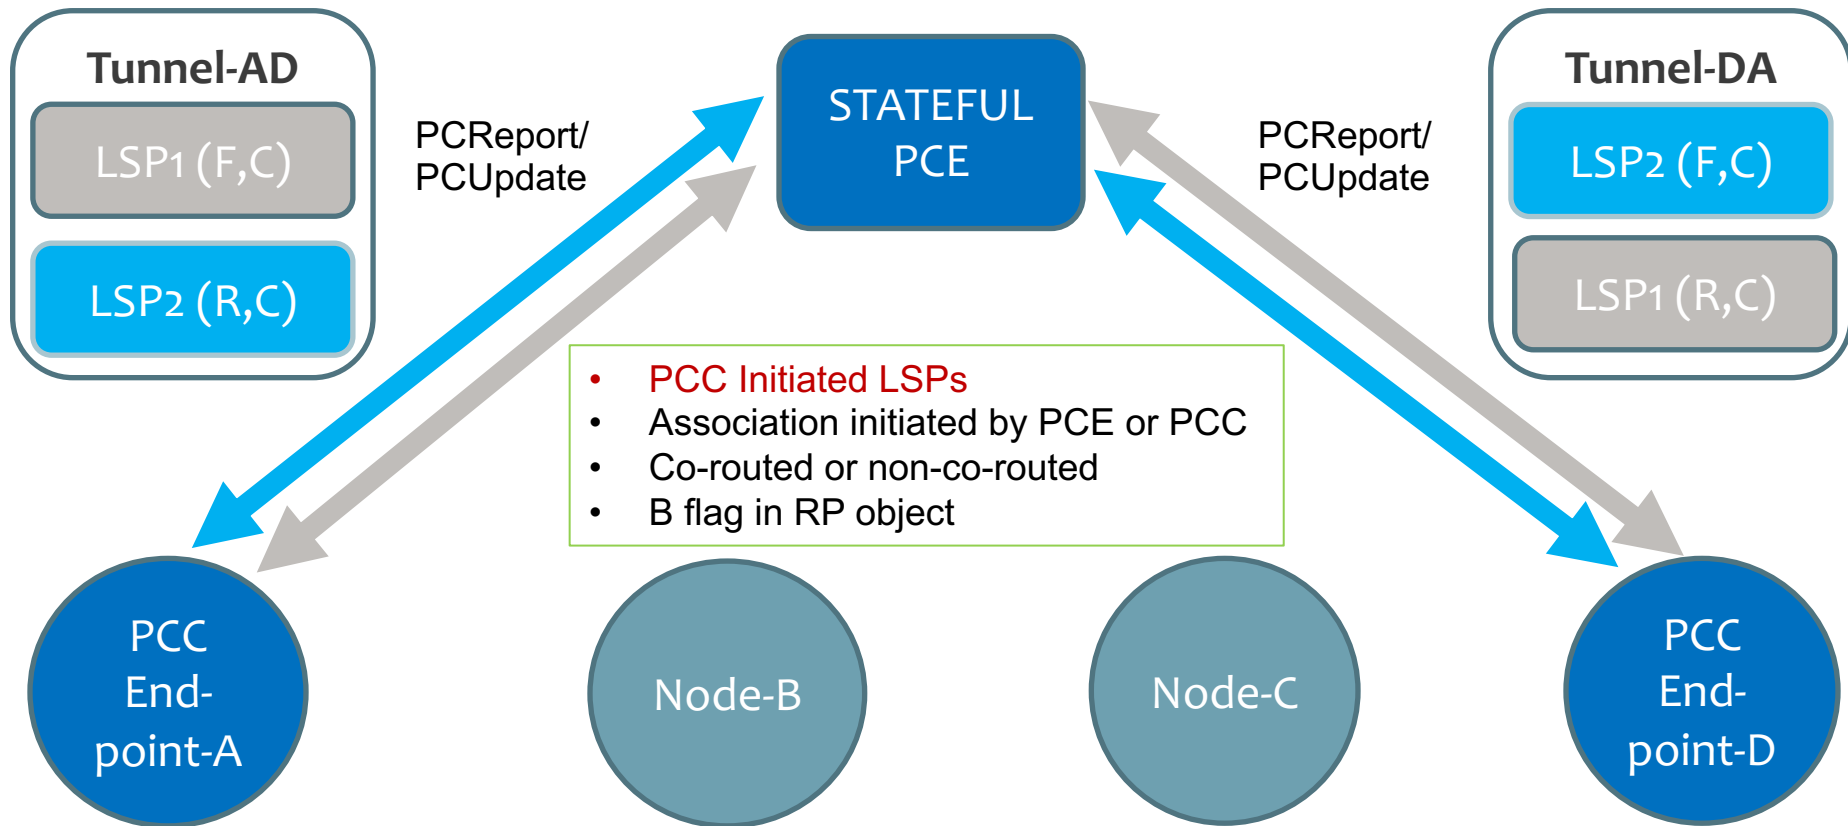 Tunnel-AD
LSP1 (F,C)
LSP2 (R,C)
PCReport/
PCUpdate
STATEFUL
PCE
PCReport/
PCUpdate
Tunnel-DA
LSP2 (F,C)
LSP1 (R,C)
• PCC Initiated LSPs
• Association initiated by PCE or PCC
• Co-routed or non-co-routed
• B flag in RP object
PCC
End-
point-A
Node-B
Node-C
PCC
End-
point-D